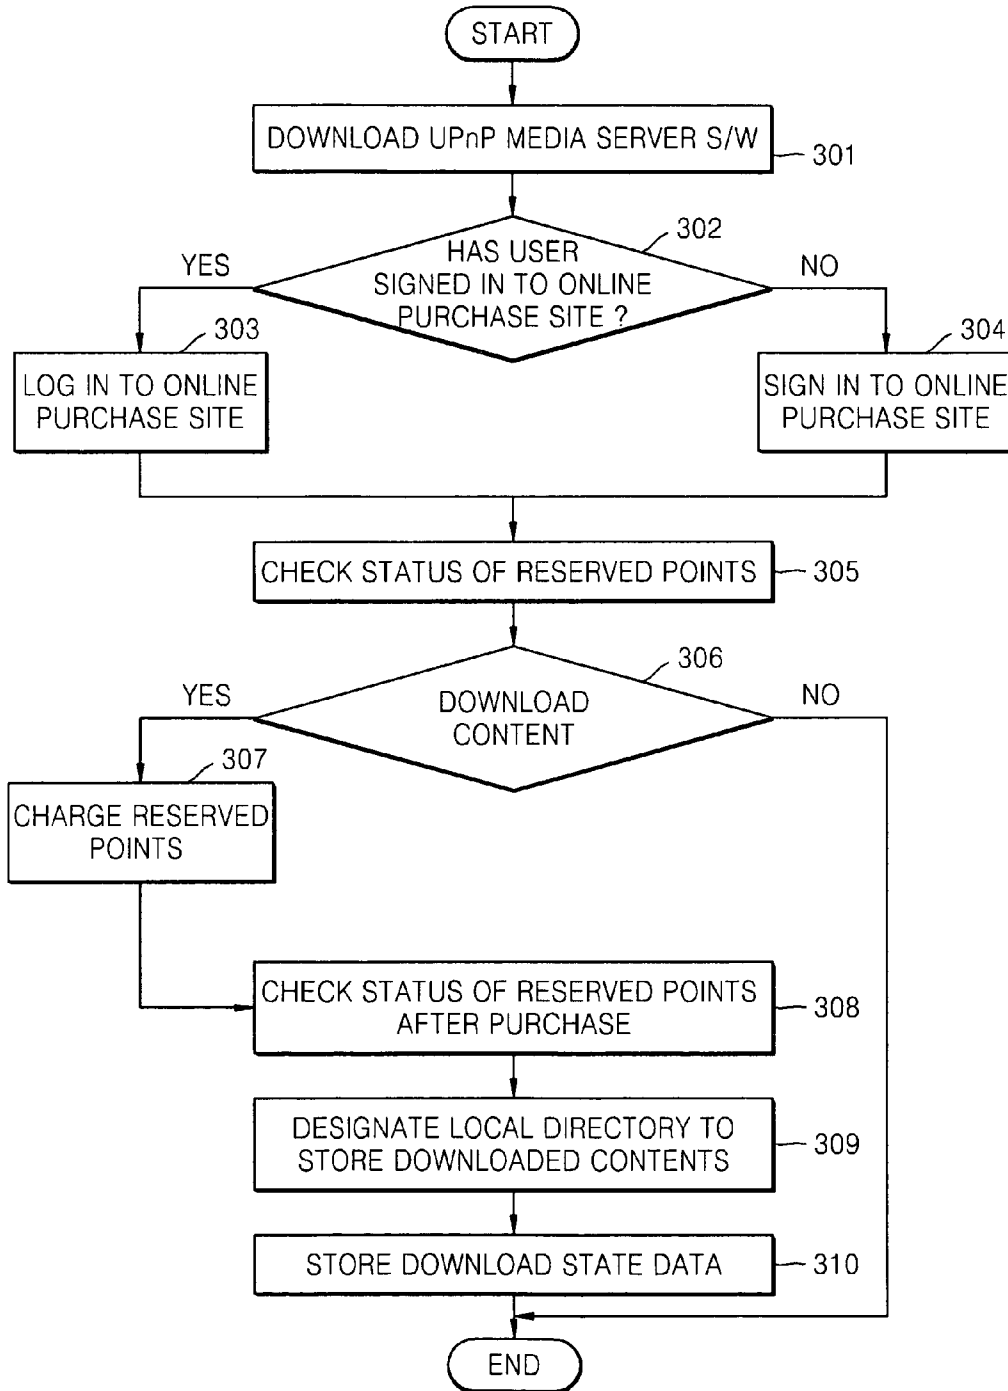 START
DOWNLOAD UPnP MEDIA SERVER S/W
301
302
HAS USER
SIGNED IN TO ONLINE
PURCHASE SITE ?
YES
NO
303
LOG IN TO ONLINE
PURCHASE SITE
304
SIGN IN TO ONLINE
PURCHASE SITE
CHECK STATUS OF RESERVED POINTS
305
306
DOWNLOAD
CONTENT
YES
NO
307
CHARGE RESERVED
POINTS
CHECK STATUS OF RESERVED POINTS
AFTER PURCHASE
308
DESIGNATE LOCAL DIRECTORY TO
STORE DOWNLOADED CONTENTS
309
STORE DOWNLOAD STATE DATA
310
END